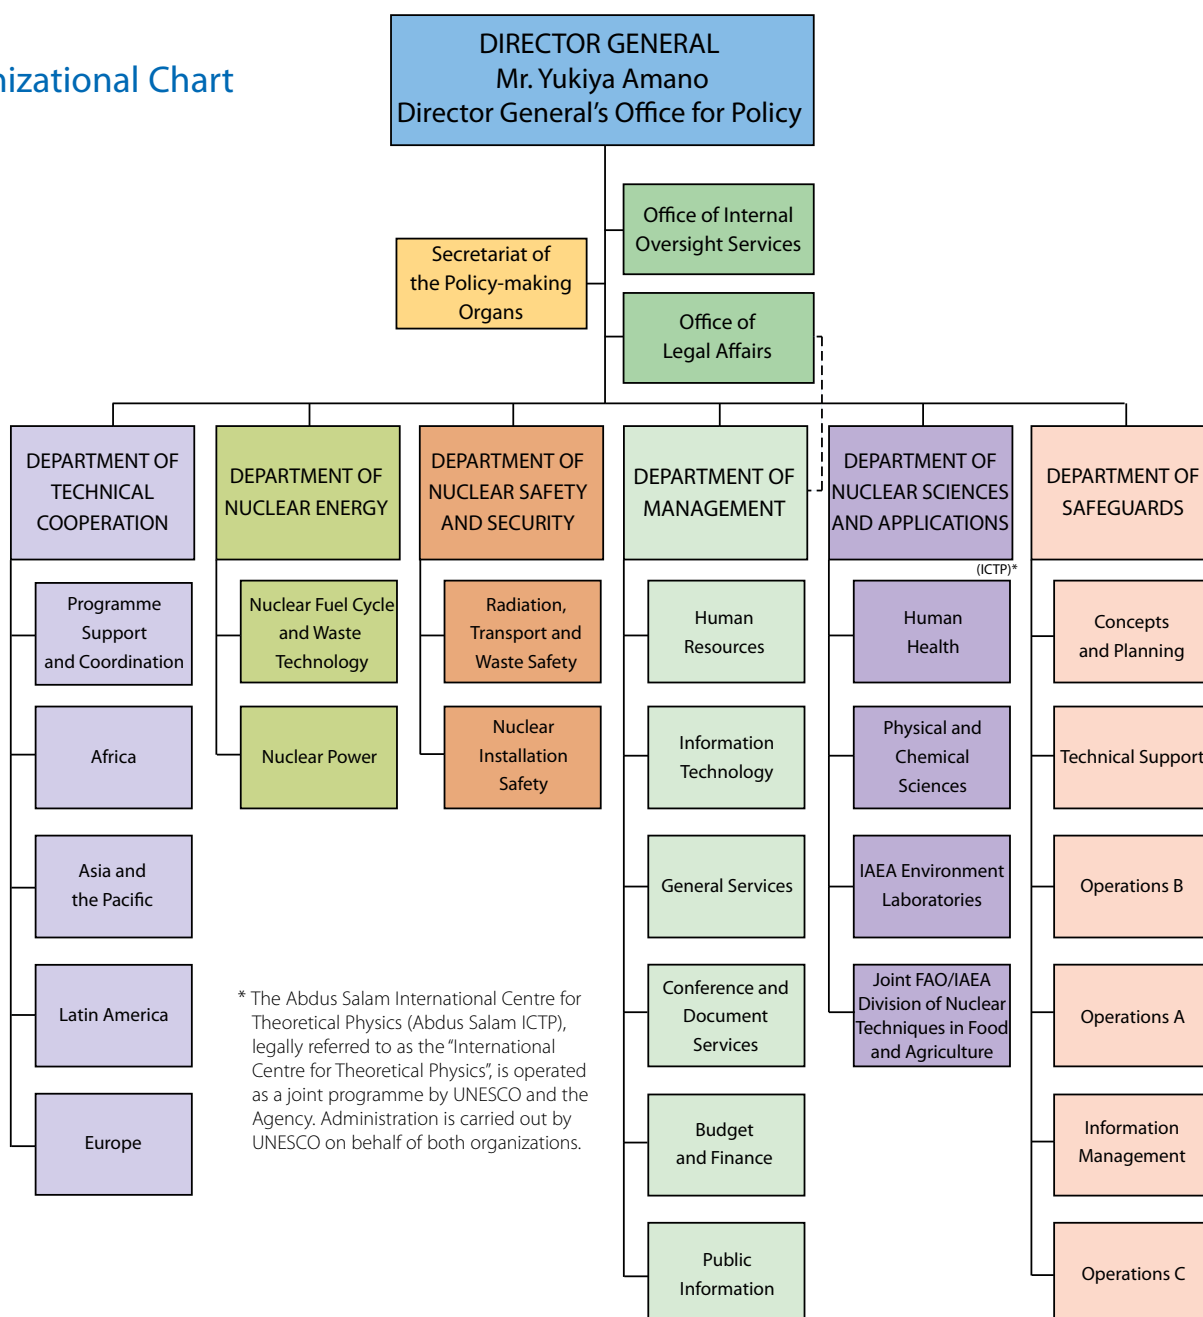 nizational Chart
DIRECTOR GENERAL
Mr. Yukiya Amano
Director General's Office for Policy
Office of Internal
Oversight Services
Secretariat of
the Policy-making
Organs
Office of
Legal Affairs
DEPARTMENT OF
TECHNICAL
COOPERATION
DEPARTMENT OF
NUCLEAR ENERGY
DEPARTMENT OF
NUCLEAR SAFETY
AND SECURITY
DEPARTMENT OF
MANAGEMENT
DEPARTMENT OF
NUCLEAR SCIENCES
AND APPLICATIONS
DEPARTMENT OF
SAFEGUARDS
(ICTP)*
Programme
Support
and Coordination
Africa
Asia and
the Pacific
Latin America
Europe
Nuclear Fuel Cycle
and Waste
Technology
Nuclear Power
Radiation,
Transport and
Waste Safety
Nuclear
Installation
Safety
Human
Resources
Information
Technology
General Services
Conference and
Document
Services
Budget
and Finance
Public
Information
Human
Health
Physical and
Chemical
Sciences
IAEA Environment
Laboratories
Joint FAO/IAEA
Division of Nuclear
Techniques in Food
and Agriculture
Concepts
and Planning
Technical Support
Operations B
Operations A
Information
Management
Operations C
* The Abdus Salam International Centre for
Theoretical Physics (Abdus Salam ICTP),
legally referred to as the "International
Centre for Theoretical Physics", is operated
as a joint programme by UNESCO and the
Agency. Administration is carried out by
UNESCO on behalf of both organizations.